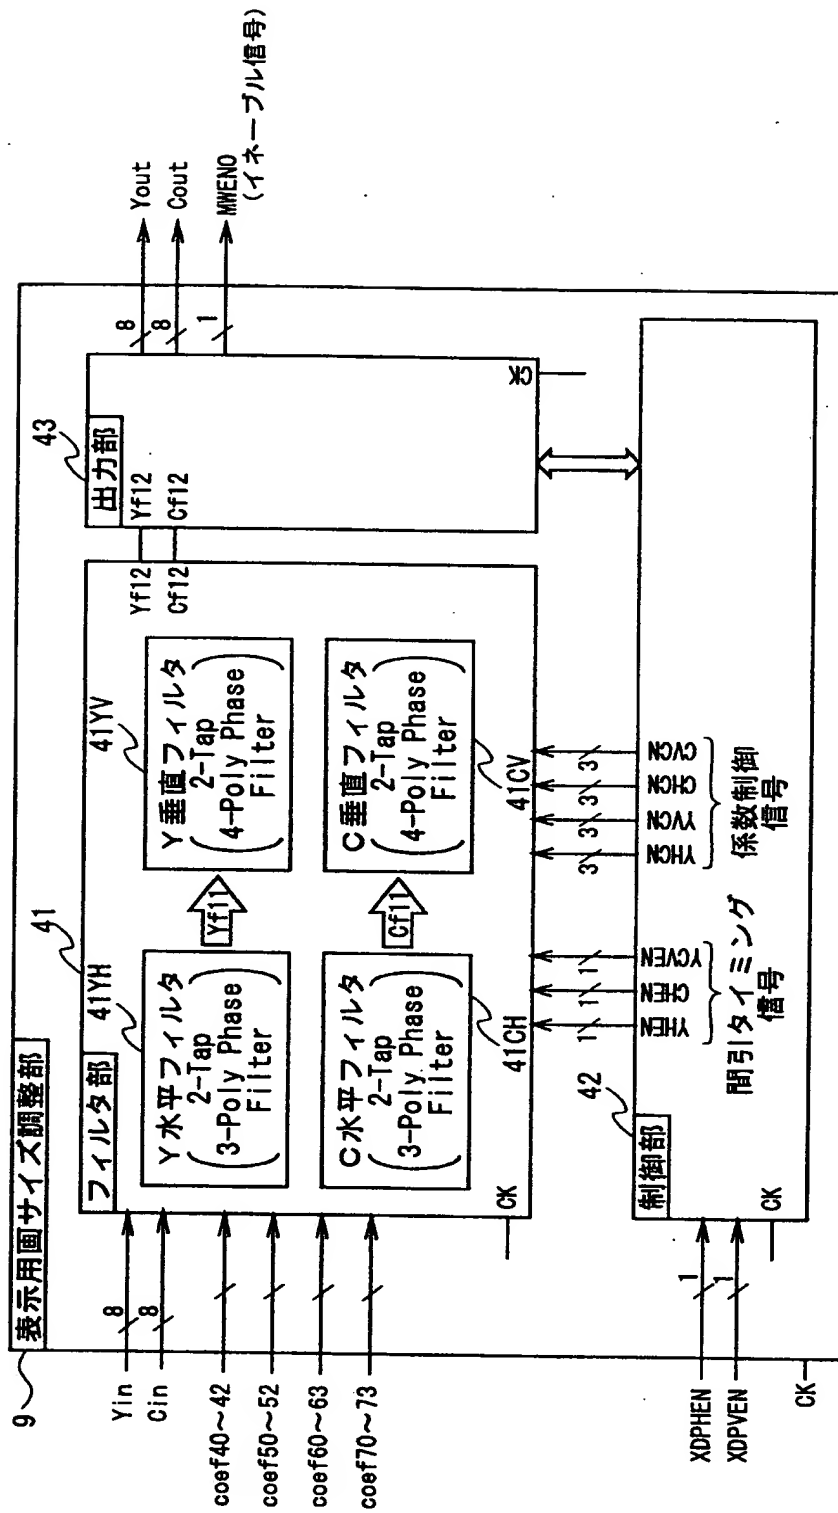 9
表示用画サイズ調整部
41
フィルタ部
41YH
Y水平フィルタ
2-Tap
(3-Poly Phase
Filter)
Yf11
41YV
Y垂直フィルタ
2-Tap
(4-Poly Phase
Filter)
C水平フィルタ
2-Tap
(3-Poly Phase
Filter)
41CH
Cf11
C垂直フィルタ
2-Tap
(4-Poly Phase
Filter)
41CV
Yf12
Cf12
CK
43
出力部
Yf12
Cf12
CK
8
Yout
8
Cout
1
MWENO
(イネーブル信号)
Yin
8
Cin
8
coef40~42
coef50~52
coef60~63
coef70~73
1
1
1
3
3
3
3
42
制御部
YHEN
CHEN
YCVEN
間引タイミング
信号
YHCN
YVCN
CHCN
CVCN
係数制御
信号
CK
XDPHEN
1
XDPVEN
1
CK